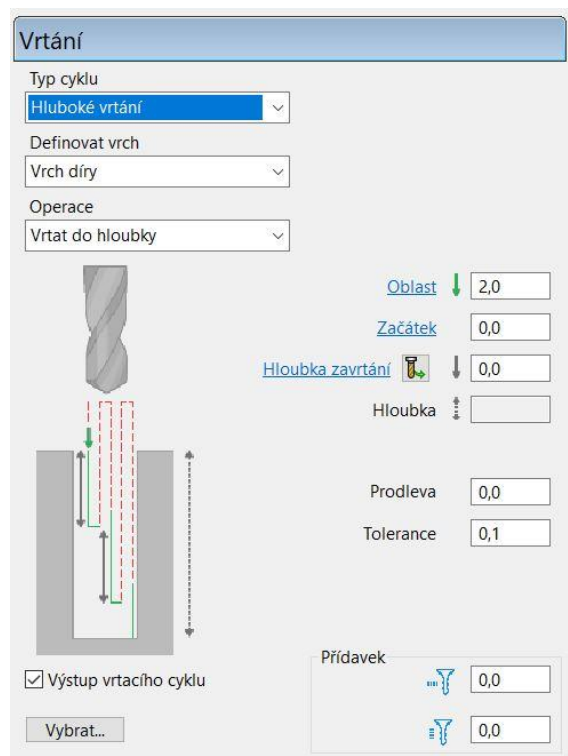 Vrtání
Typ cyklu
Hluboké vrtání
Definovat vrch
Vrch díry
Operace
Vrtat do hloubky
Oblast 2,0
Začátek 0,0
Hloubka zavrtání 0,0
Hloubka
Prodleva 0,0
Tolerance 0,1
Výstup vrtacího cyklu
Vybrat...
Přídavek
0,0
0,0